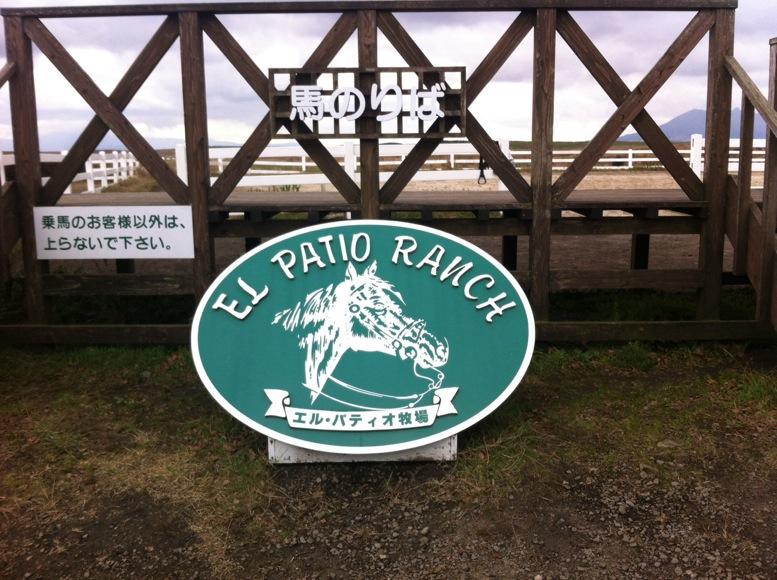 馬のりば
乗馬のお客様以外は、
上らないで下さい。
EL PATIO RANCH
エル・パティオ牧場